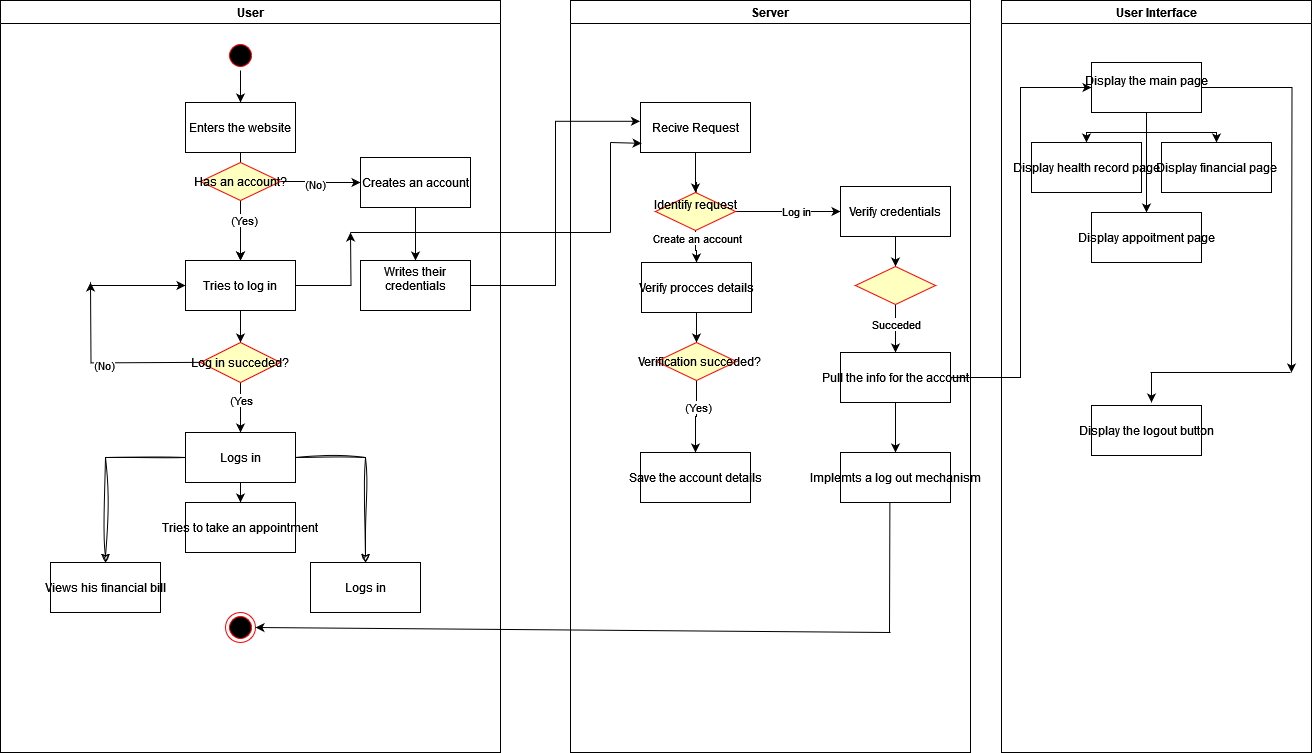 User
Server
User Interface
Enters the website
Has an account?
(No)
Creates an account
(Yes)
Tries to log in
Writes their
credentials
Log in succeded?
(No)
(Yes
Logs in
Tries to take an appointment
Views his financial bill
Logs in
Recive Request
Identify request
Log in
Verify credentials
Create an account
Verify procces details
Succeded
Verification succeded?
Pull the info for the account
(Yes)
Save the account details
Implemts a log out mechanism
Display the main page
Display health record page
Display financial page
Display appoitment page
Display the logout button